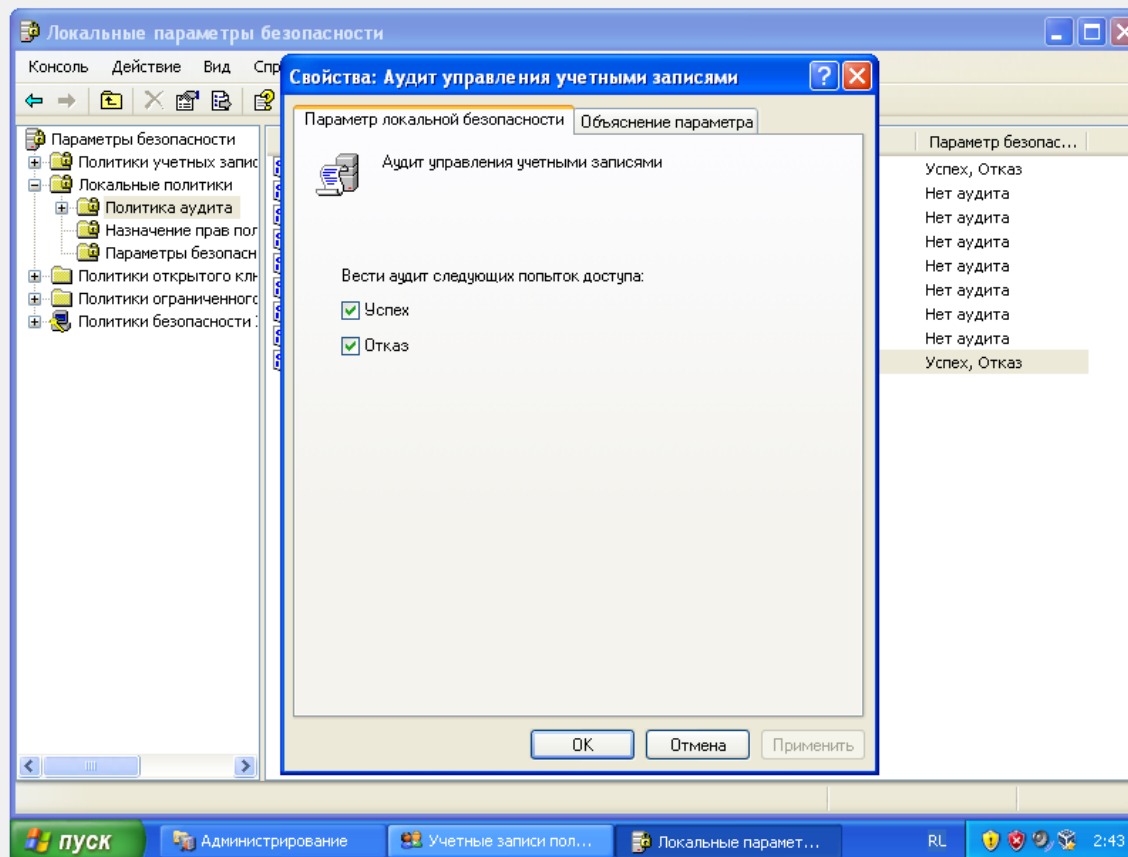 Локальные параметры безопасности
Консоль Действие Вид Спр
Свойства: Аудит управления учетными записями
Параметр локальной безопасности Объяснение параметра
Аудит управления учетными записями
Вести аудит следующих попыток доступа:
Успех
Отказ
ОК Отмена Применить
Параметры безопасности
Политики учетных запис
Локальные политики
Политика аудита
Назначение прав пол
Параметры безопасн
Политики открытого клн
Политики ограниченного
Политики безопасности
Параметр безопас...
Успех, Отказ
Нет аудита
Нет аудита
Нет аудита
Нет аудита
Нет аудита
Нет аудита
Нет аудита
Успех, Отказ
пуск Администрирование Учетные записи пол... Локальные парамет... RL 2:43